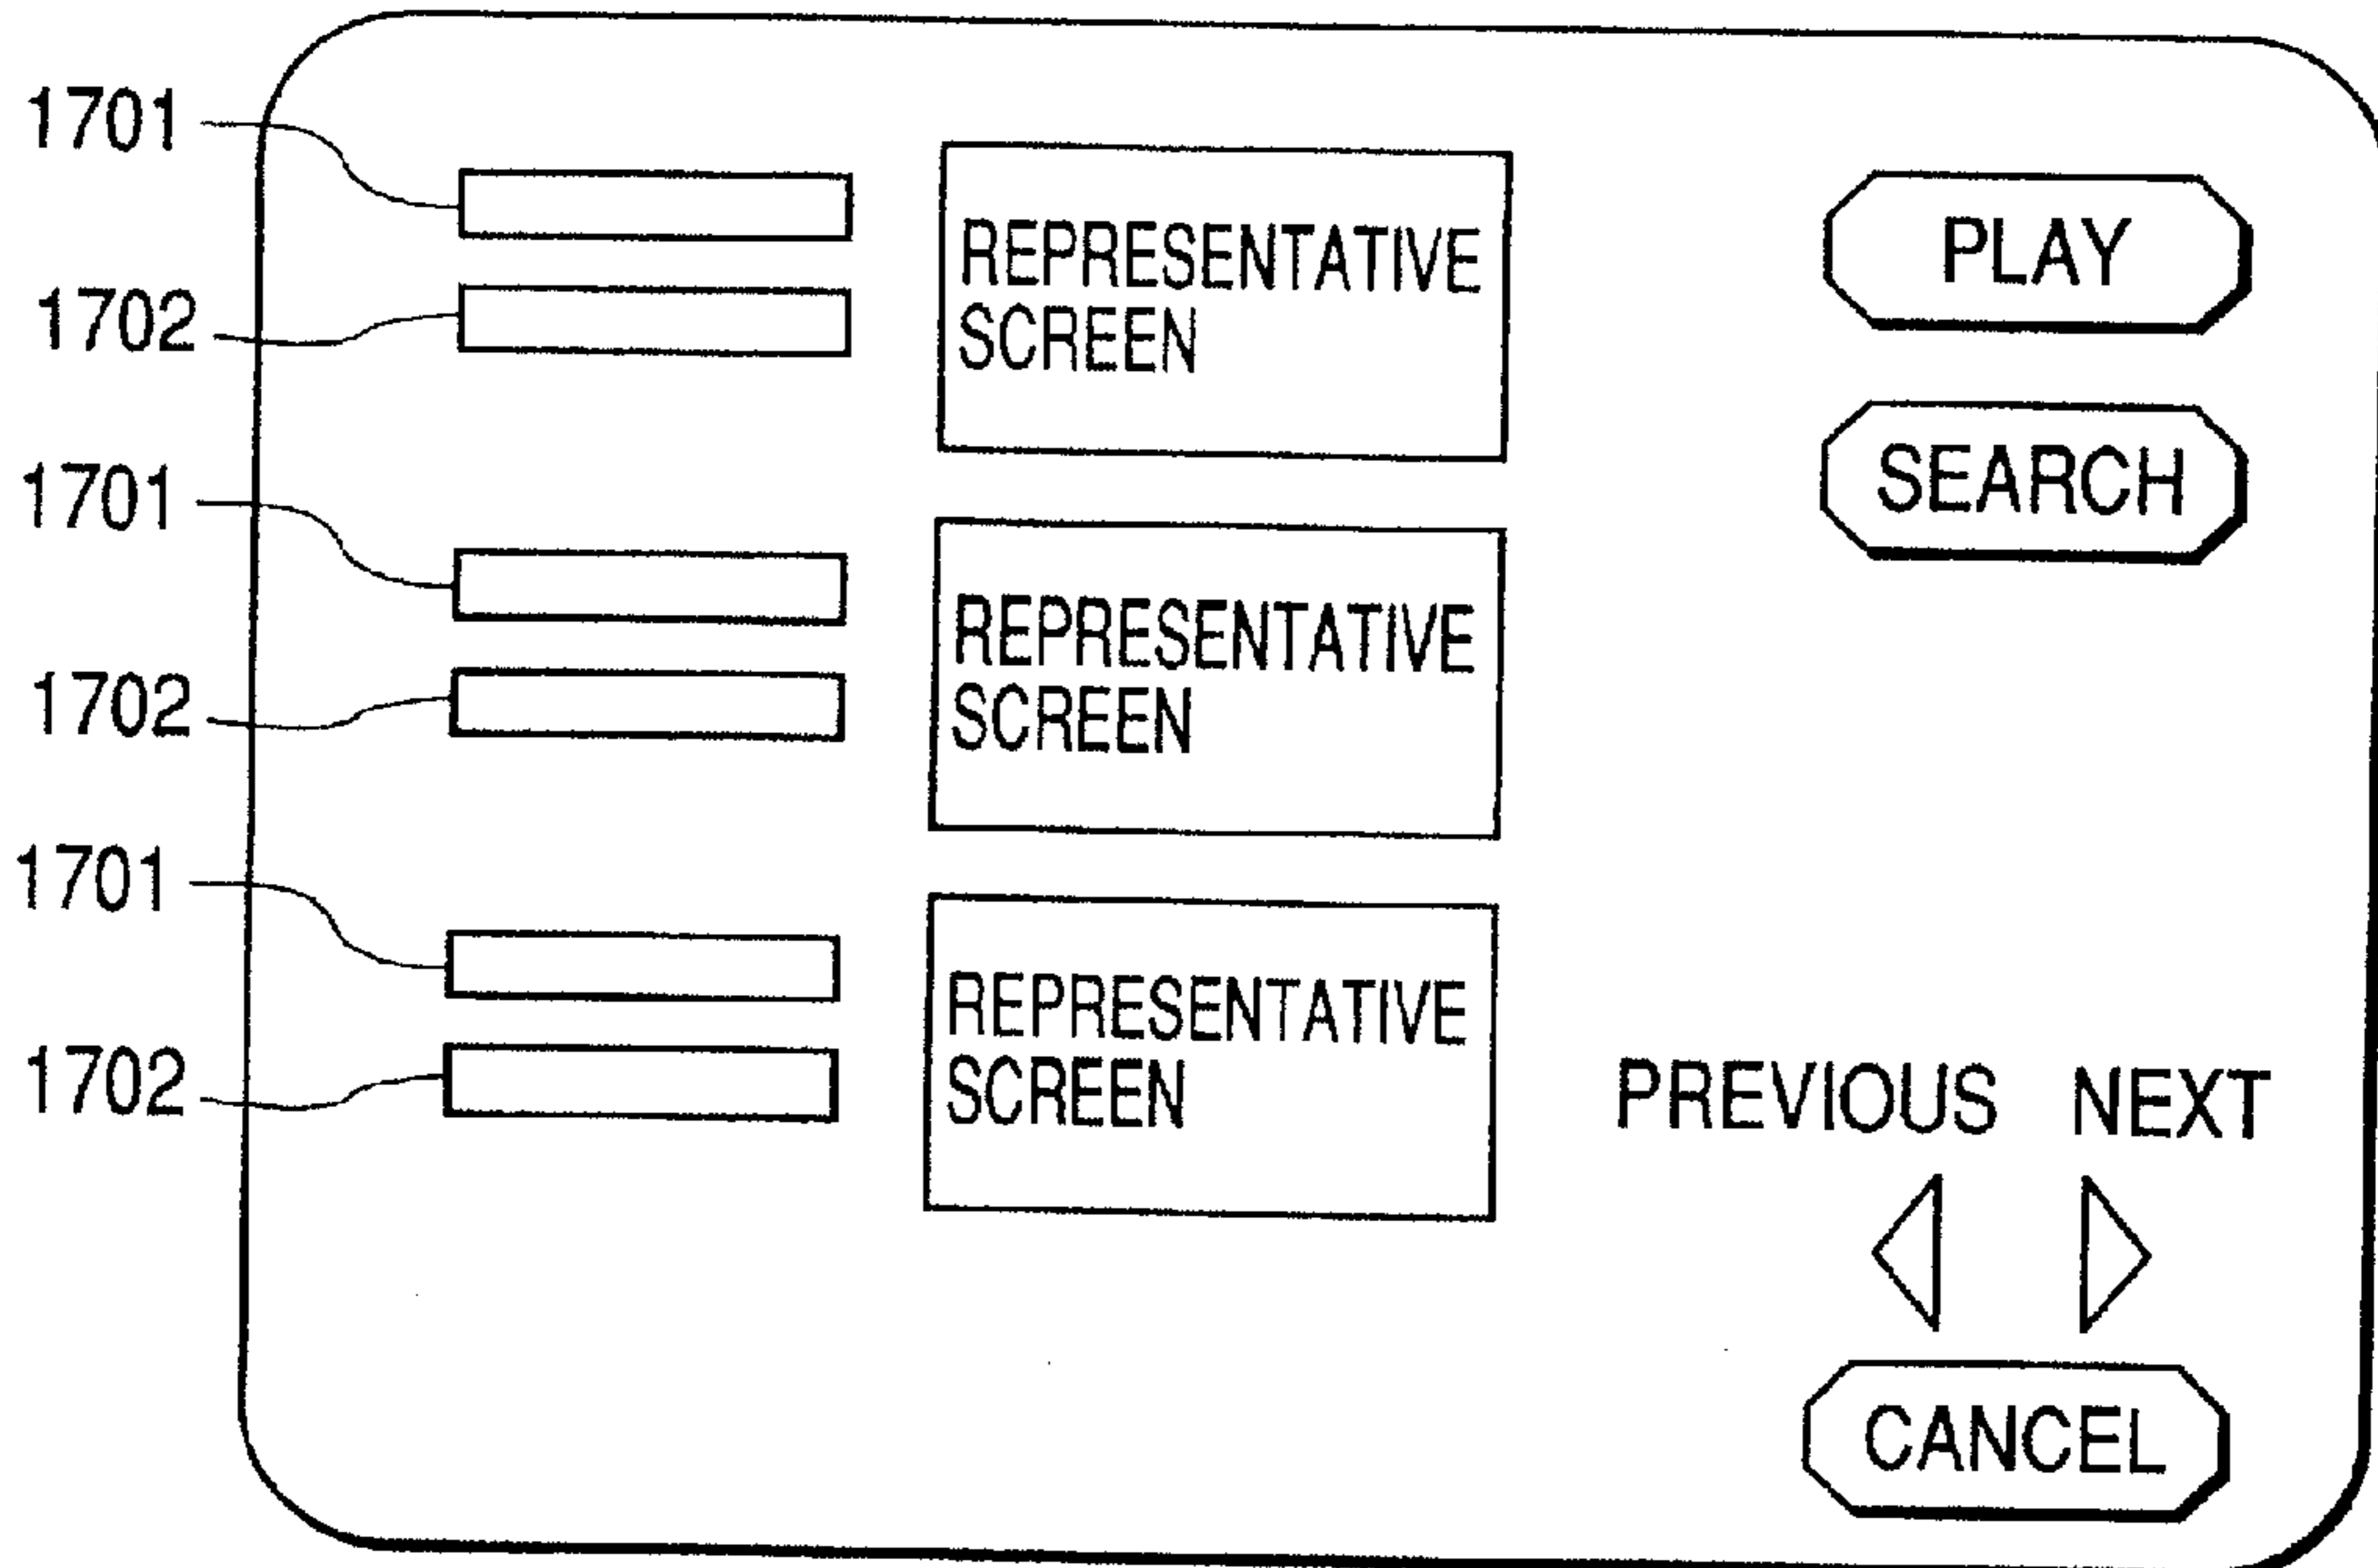 1701
1702
REPRESENTATIVE
SCREEN
PLAY
SEARCH
1701
1702
REPRESENTATIVE
SCREEN
1701
1702
REPRESENTATIVE
SCREEN
PREVIOUS NEXT
CANCEL